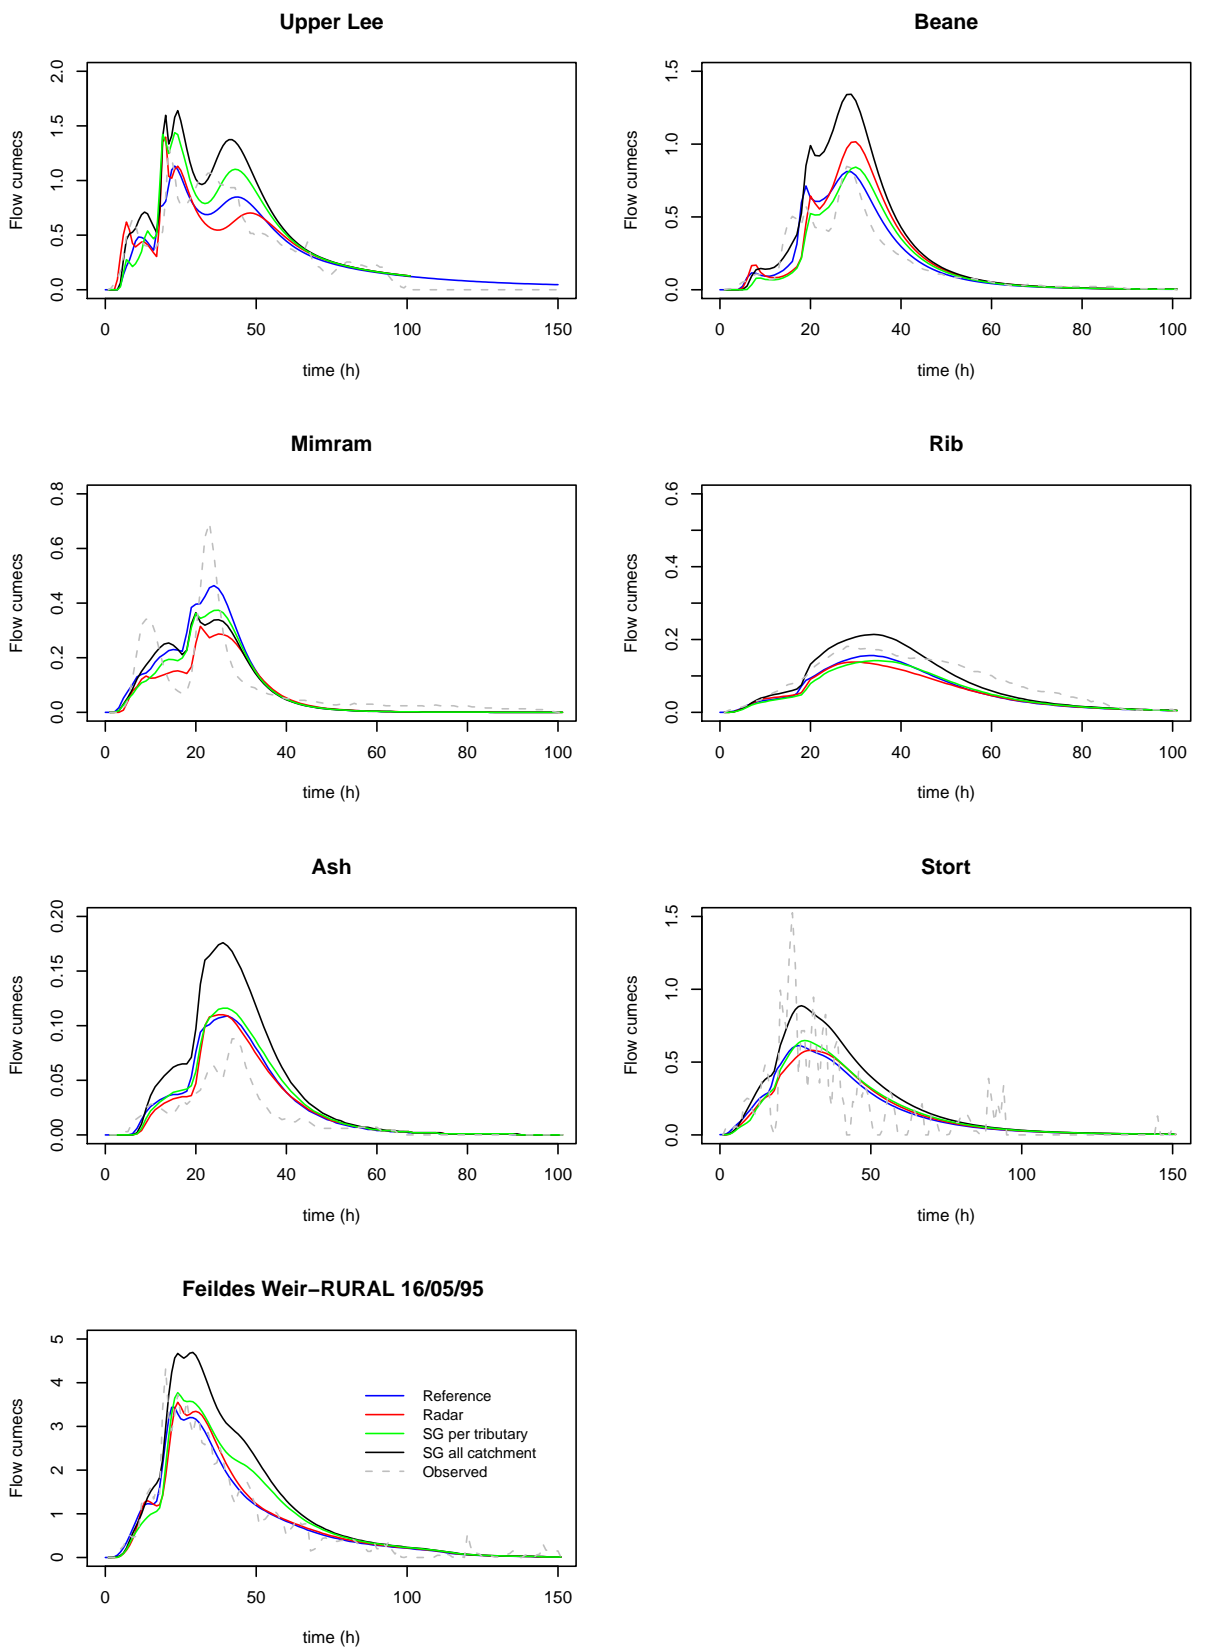 Upper Lee
Flow cumecs
0.0 0.5 1.0 1.5 2.0
0 50 100 150
time (h)
Beane
Flow cumecs
0.0 0.5 1.0 1.5
0 20 40 60 80 100
time (h)
Mimram
Flow cumecs
0.0 0.2 0.4 0.6 0.8
0 20 40 60 80 100
time (h)
Rib
Flow cumecs
0.0 0.2 0.4 0.6
0 20 40 60 80 100
time (h)
Ash
Flow cumecs
0.00 0.05 0.10 0.15 0.20
0 20 40 60 80 100
time (h)
Stort
Flow cumecs
0.0 0.5 1.0 1.5
0 50 100 150
time (h)
Feildes Weir−RURAL 16/05/95
Flow cumecs
0 1 2 3 4 5
Reference
Radar
SG per tributary
SG all catchment
Observed
0 50 100 150
time (h)